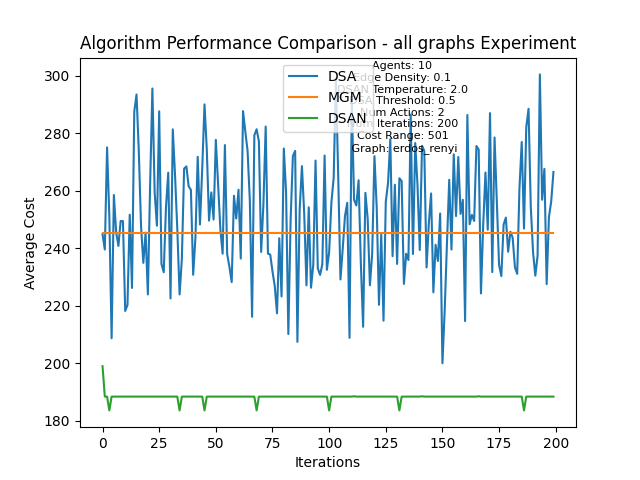 Algorithm Performance Comparison - all graphs Experiment
Average Cost
300
280
260
240
220
200
180
DSA
MGM
DSAN
Agents: 10
Edge Density: 0.1
Temperature: 2.0
Threshold: 0.5
Num Actions: 2
Iterations: 200
Cost Range: 501
Graph: erdos_renyi
0
25
50
75
100
125
150
175
200
Iterations